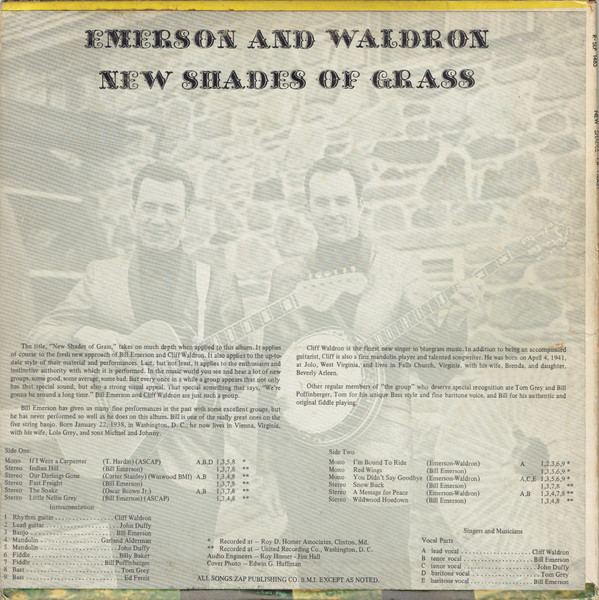 EMERSON AND WALDRON
NEW SHADES OF GRASS
The title, "New Shades of Grass," takes on much depth when applied to this album. It applies
of course to the fresh new approach of Bill Emerson and Cliff Waldron. It also applies to the up-to-
date style of their material and performances. Last, but not least, it applies to the enthusiasm and
instinctive authority with which it is performed. In the music world you see and hear a lot of new
groups, some good, some average, some bad. But every once in a while a group appears that not only
has that special sound, but also a strong visual appeal. That special something that says, "We're
gonna be around a long time." Bill Emerson and Cliff Waldron are just such a group.
Bill Emerson has given us many fine performances in the past with some excellent groups, but
he has never performed so well as he does on this album. Bill is one of the really great ones on the
five string banjo. Born January 22, 1938, in Washington, D. C., he now lives in Vienna, Virginia,
with his wife, Lola Grey, and sons Michael and Johnny.
Cliff Waldron is the finest new singer in bluegrass music. In addition to being an accomplished
guitarist, Cliff is also a fine mandolin player and talented songwriter. He was born on April 4, 1941,
at Jolo, West Virginia, and lives in Falls Church, Virginia, with his wife, Brenda, and daughter,
Beverly Arleen.
Other regular members of "the group" who deserve special recognition are Tom Grey and Bill
Poffinberger, Tom for his unique Bass style and fine baritone voice, and Bill for his authentic and
original fiddle playing.
Side One
Mono If I Were a Carpenter (T. Hardin) (ASCAP) A,B,D 1,3,5,8 *
Stereo Indian Hill (Bill Emerson) 1,3,7,8 **
Stereo Our Darlings Gone (Carter Stanley) (Wynwood BMI) A,B 1,3,4,8 **
Stereo Fast Freight (Bill Emerson) 1,3,7,8 **
Stereo The Snake (Oscar Brown Jr.) A,B 1,3,7,8 **
Stereo Little Nellie Grey (Bill Emerson) (ASCAP) 1,3,4,8 **
Instrumentation
1 Rhythm guitar Cliff Waldron
2 Lead guitar John Duffy
3 Banjo Bill Emerson
4 Mandolin Garland Alderman
5 Mandolin John Duffy
6 Fiddle Billy Baker
7 Fiddle Bill Poffinberger
8 Bass Tom Grey
9 Bass Ed Ferris
* Recorded at – Roy D. Homer Associates, Clinton, Md.
** Recorded at – United Recording Co., Washington, D. C.
Audio Engineers – Roy Homer - Jim Hall
Cover Photo – Edwin G. Huffman
ALL SONGS ZAP PUBLISHING CO. B.M.I. EXCEPT AS NOTED.
Side Two
Mono I'm Bound To Ride (Emerson-Waldron) A 1,2,3,6,9 *
Mono Red Wings (Bill Emerson) 1,3,5,6,9 *
Mono You Didn't Say Goodbye (Emerson-Waldron) A,C,E 1,3,5,6,9 *
Stereo Snow Buck (Bill Emerson) 1,3,7,8 **
Stereo A Message for Peace (Emerson-Waldron) A,B 1,3,4,7,8 **
Stereo Wildwood Hoedown (Bill Emerson) 1,3,4,8 **
Singers and Musicians
Vocal Parts
A lead vocal Cliff Waldron
B tenor vocal Bill Emerson
C tenor vocal John Duffy
D baritone vocal Tom Grey
E baritone vocal Bill Emerson